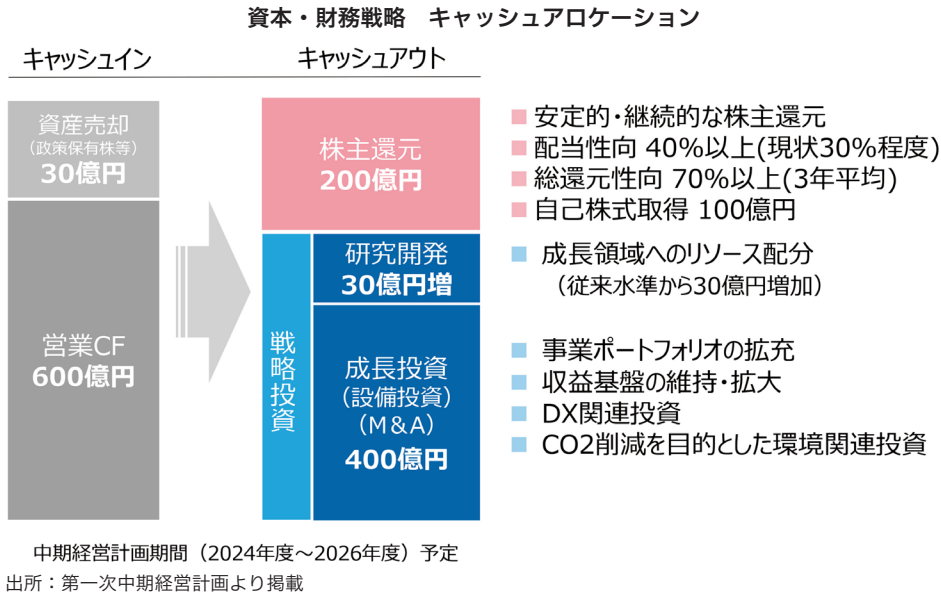 資本・財務戦略　キャッシュアロケーション
キャッシュイン
キャッシュアウト
資産売却
(政策保有株等)
30億円
営業CF
600億円
株主還元
200億円
戦略投資
研究開発
30億円増
成長投資
(設備投資)
(M&A)
400億円
安定的・継続的な株主還元
配当性向 40%以上(現状30%程度)
総還元性向 70%以上(3年平均)
自己株式取得 100億円
成長領域へのリソース配分
（従来水準から30億円増加）
事業ポートフォリオの拡充
収益基盤の維持・拡大
DX関連投資
CO2削減を目的とした環境関連投資
中期経営計画期間（2024年度～2026年度）予定
出所：第一次中期経営計画より掲載